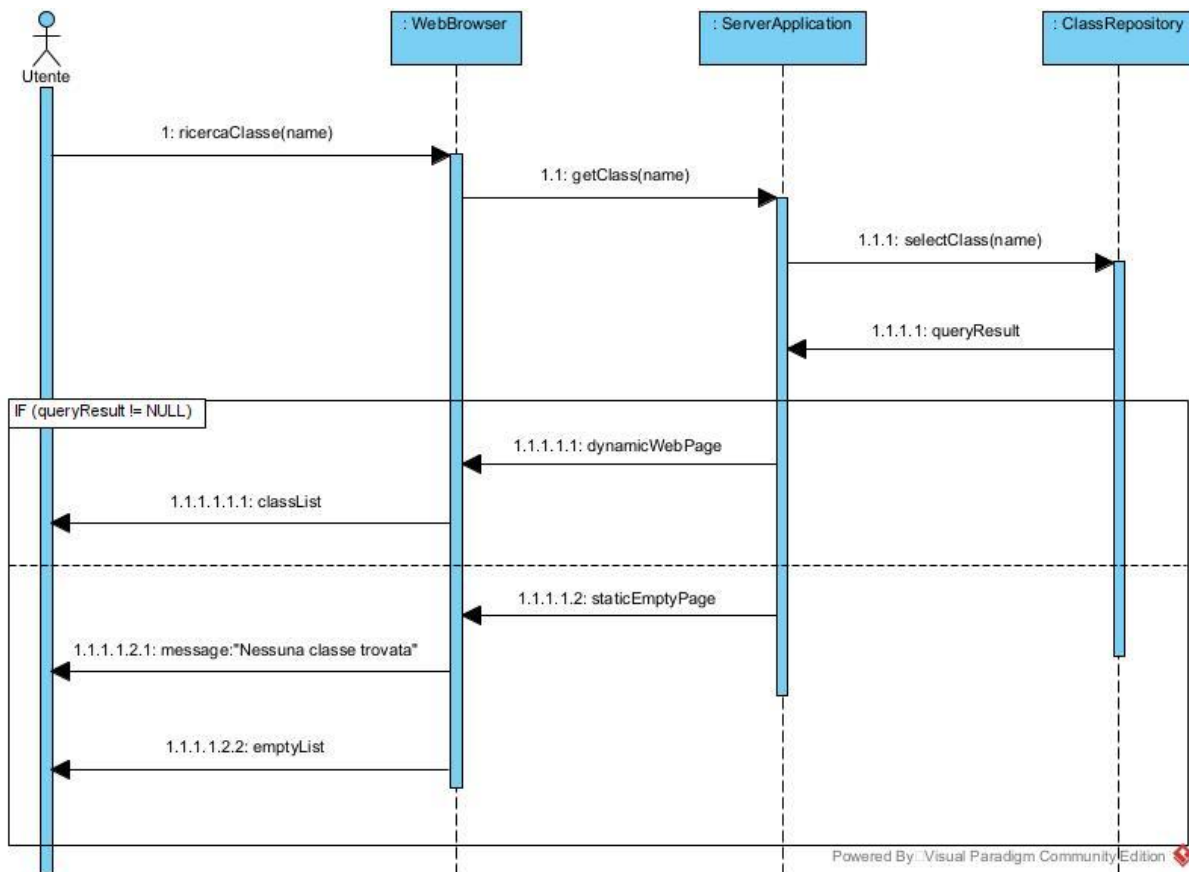 : WebBrowser
: ServerApplication
: ClassRepository
Utente
1: ricercaClasse(name)
1.1: getClass(name)
1.1.1: selectClass(name)
1.1.1.1: queryResult
IF (queryResult != NULL)
1.1.1.1.1: dynamicWebPage
1.1.1.1.1.1: classList
1.1.1.1.2: staticEmptyPage
1.1.1.1.2.1: message:"Nessuna classe trovata"
1.1.1.1.2.2: emptyList
Powered By Visual Paradigm Community Edition